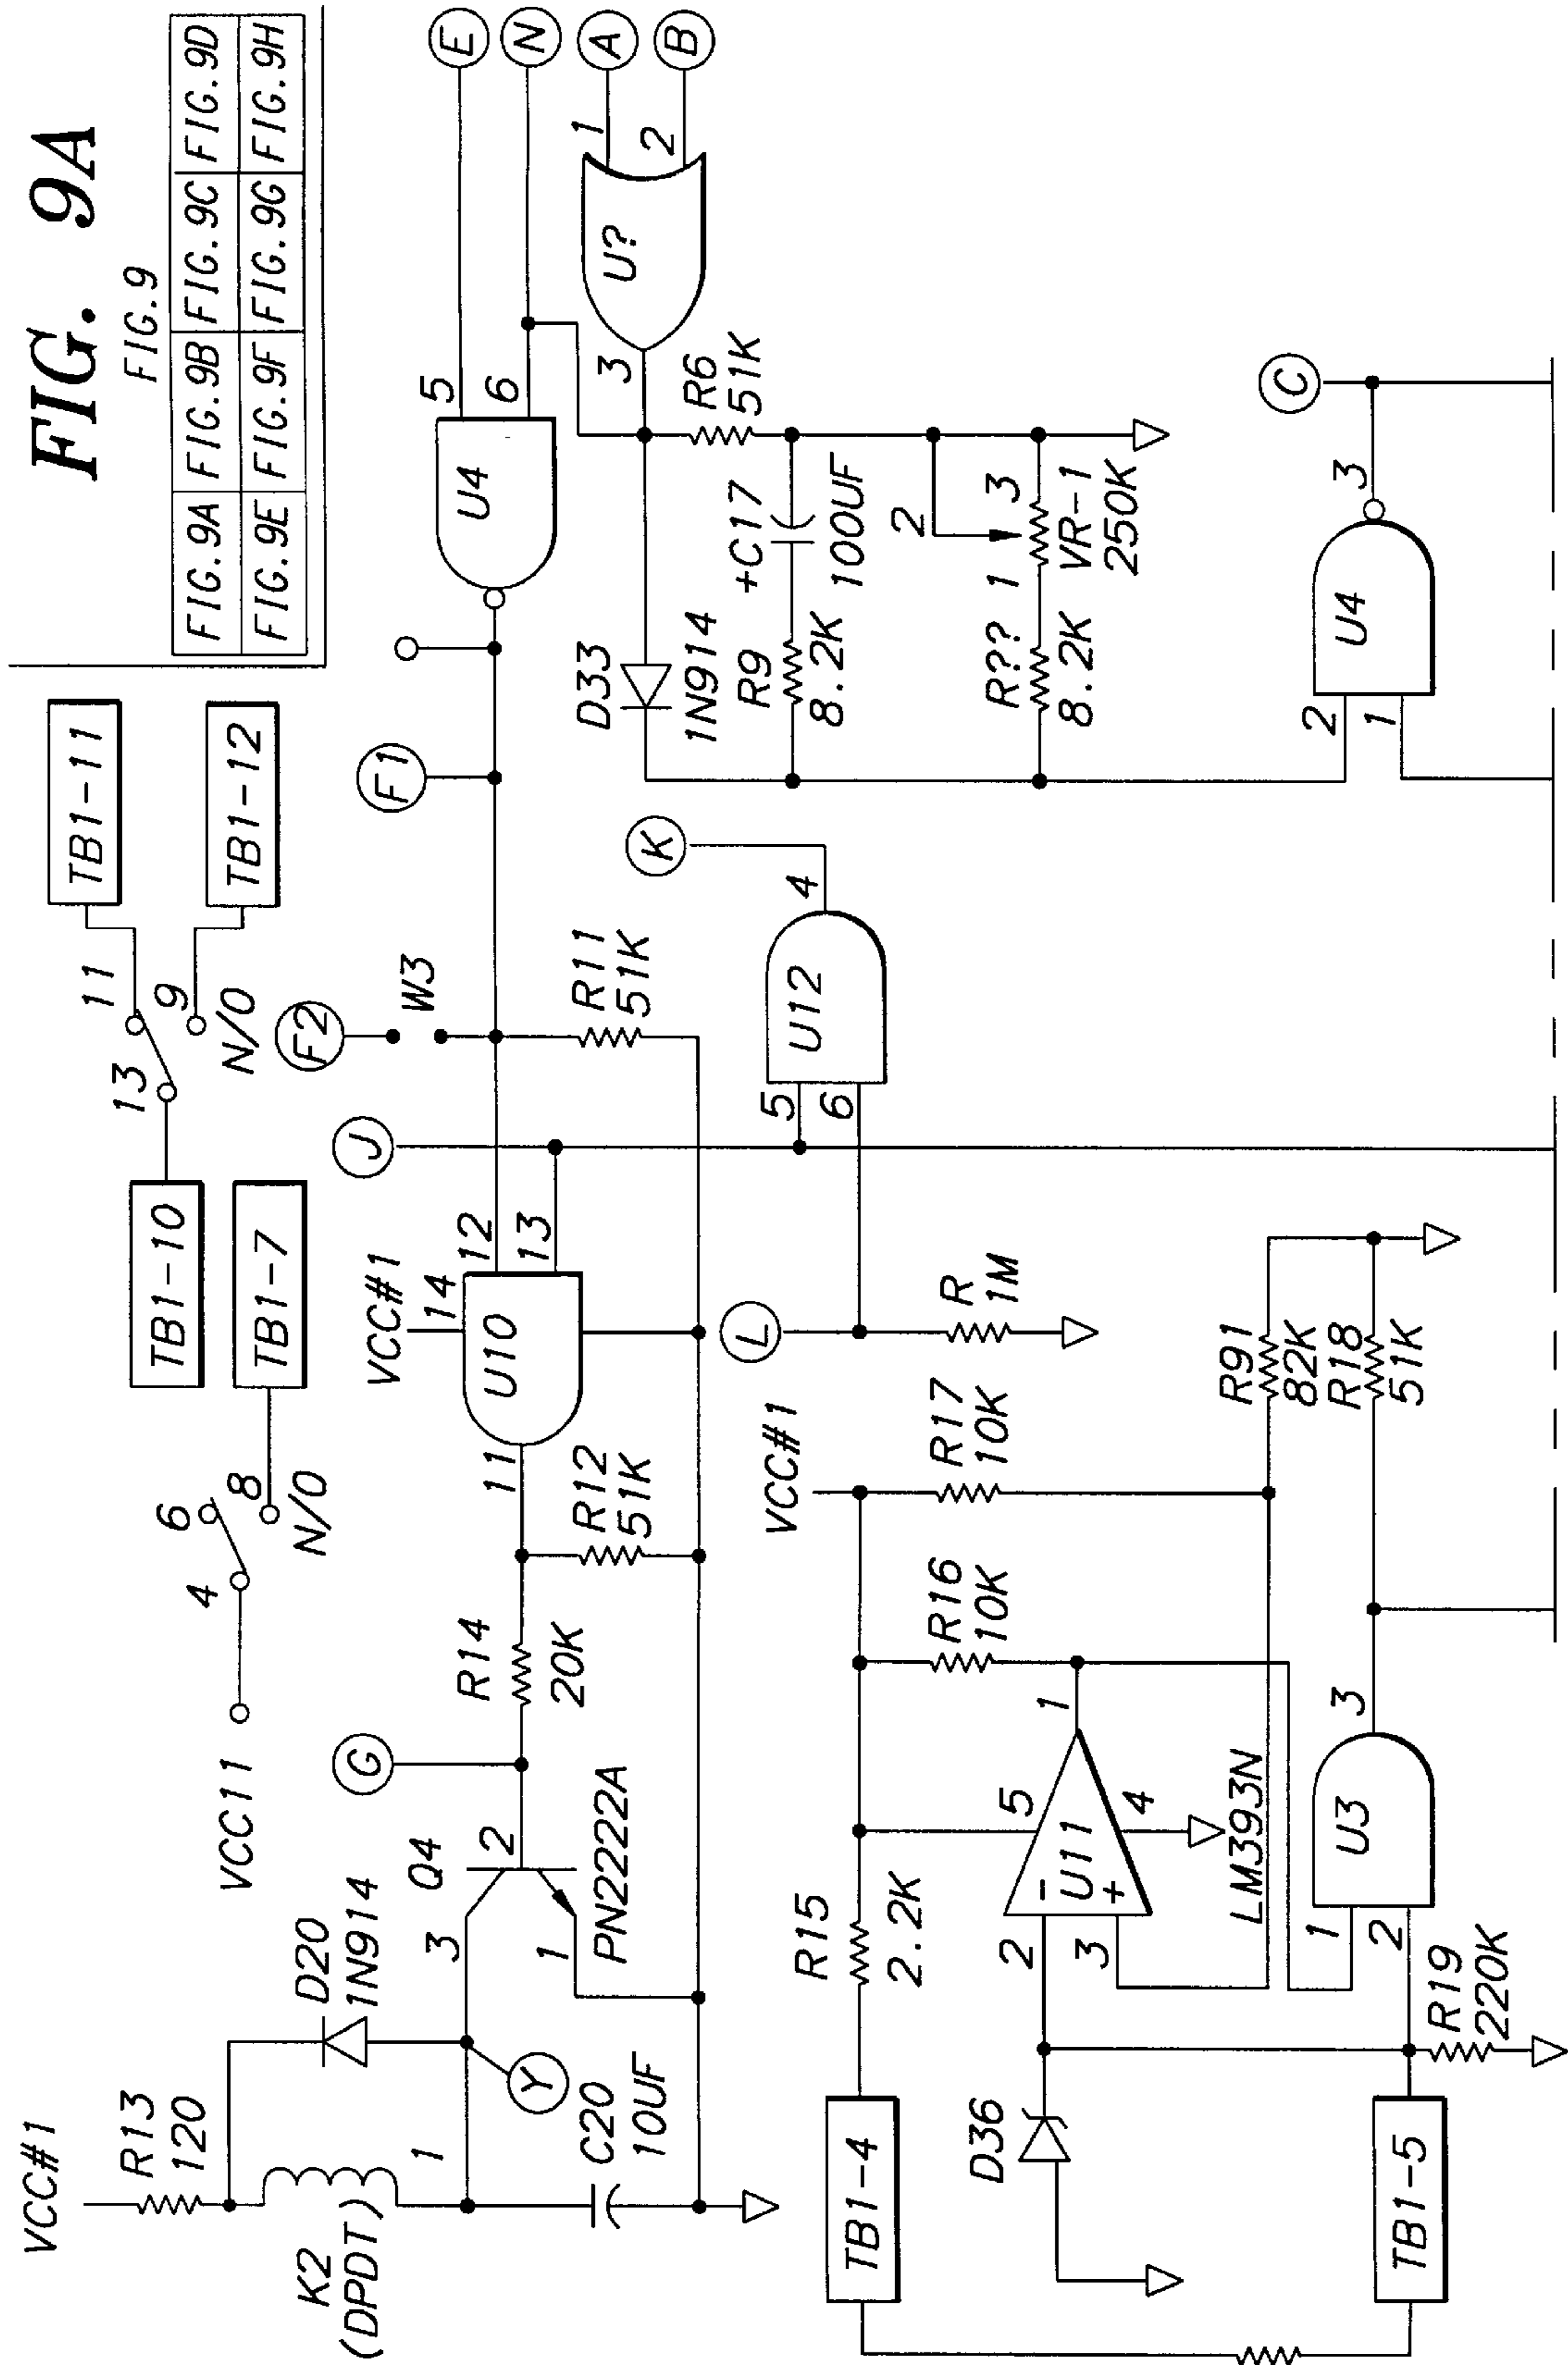 FIG. 9A
FIG.9
FIG.9A FIG.9B FIG.9C FIG.9D
FIG.9E FIG.9F FIG.9G FIG.9H
VCC#1
R13
120
K2
(DPDT)
1
D20
1N914
Y
C20
10UF
3
Q4
2
1
PN2222A
G
R14
20K
R12
51K
11
U10
VCC#1
14
12
13
VCC11
4
6
8
N/O
TB1-7
TB1-10
13
11
9
N/O
TB1-11
TB1-12
J
F2
W3
R11
51K
F1
U4
5
6
E
N
A
B
1
2
U?
3
R6
51K
D33
1N914
R9
8.2K
+C17
100UF
2
R??
8.2K
1
3
VR-1
250K
K
4
U12
5
6
L
R
1M
2
1
U4
3
C
TB1-4
R15
2.2K
VCC#1
R16
10K
R17
10K
D36
2
3
-
+
U11
5
4
1
LM393N
R91
82K
R18
51K
TB1-5
R19
220K
1
2
U3
3